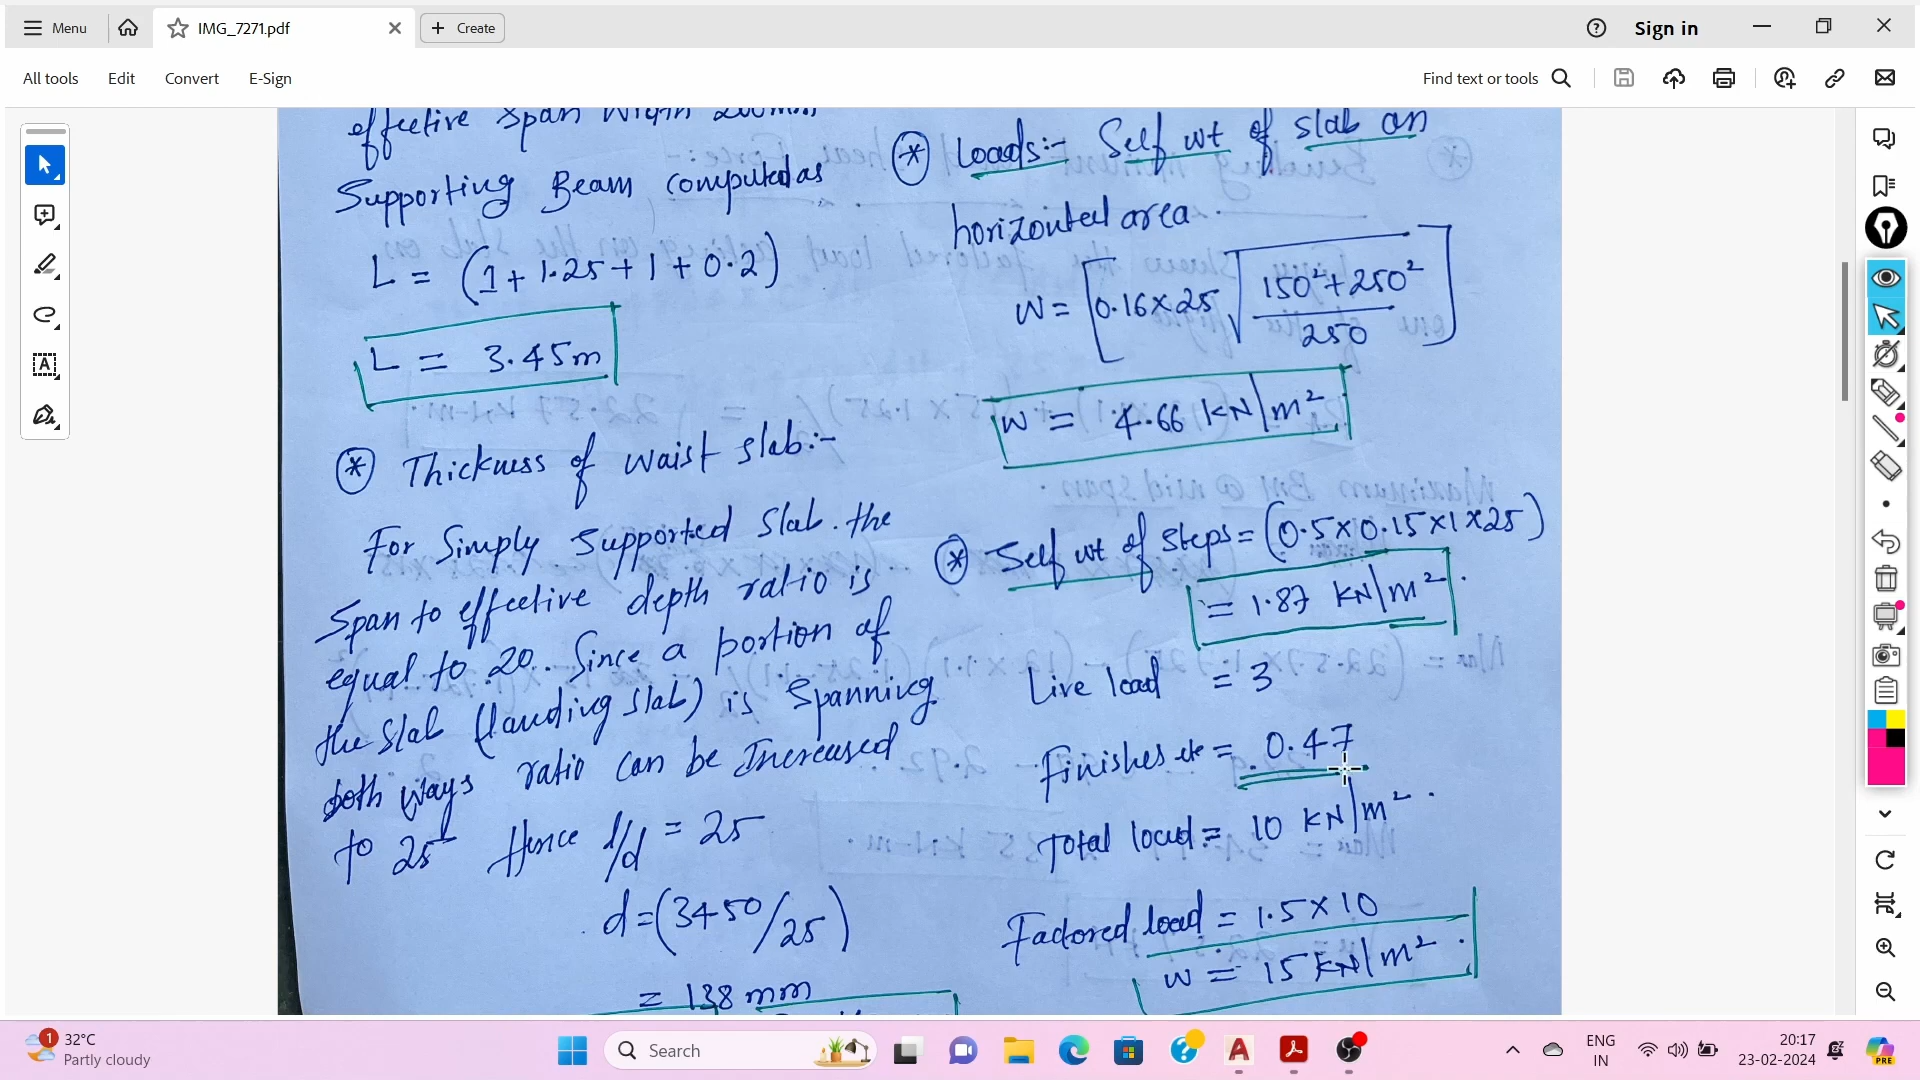 Menu
IMG_7271.pdf
Create
Sign in
All tools
Edit
Convert
E-Sign
Find text or tools
effective span width 200mm
Supporting Beam computed as
L = (1+1.25+1+0.2)
L = 3.45m
* Thickness of waist slab:-
For Simply Supported Slab. the
Span to effective depth ratio is
equal to 20. Since a portion of
the slab (landing slab) is spanning
both ways ratio can be Increased
to 25 Hence l/d = 25
d=(3450/25)
= 138 mm
* Loads:- Self wt of slab on
horizontal area
W = [0.16×25 √(150²+250²/250)]
W = 4.66 KN/m²
* Self wt of steps = (0.5×0.15×1×25)
= 1.87 KN/m².
Live load = 3
Finishes etc = 0.47
Total load = 10 KN/m².
Factored load = 1.5×10
W = 15 KN/m².
1
32°C
Partly cloudy
Search
ENG
IN
20:17
23-02-2024
PRE